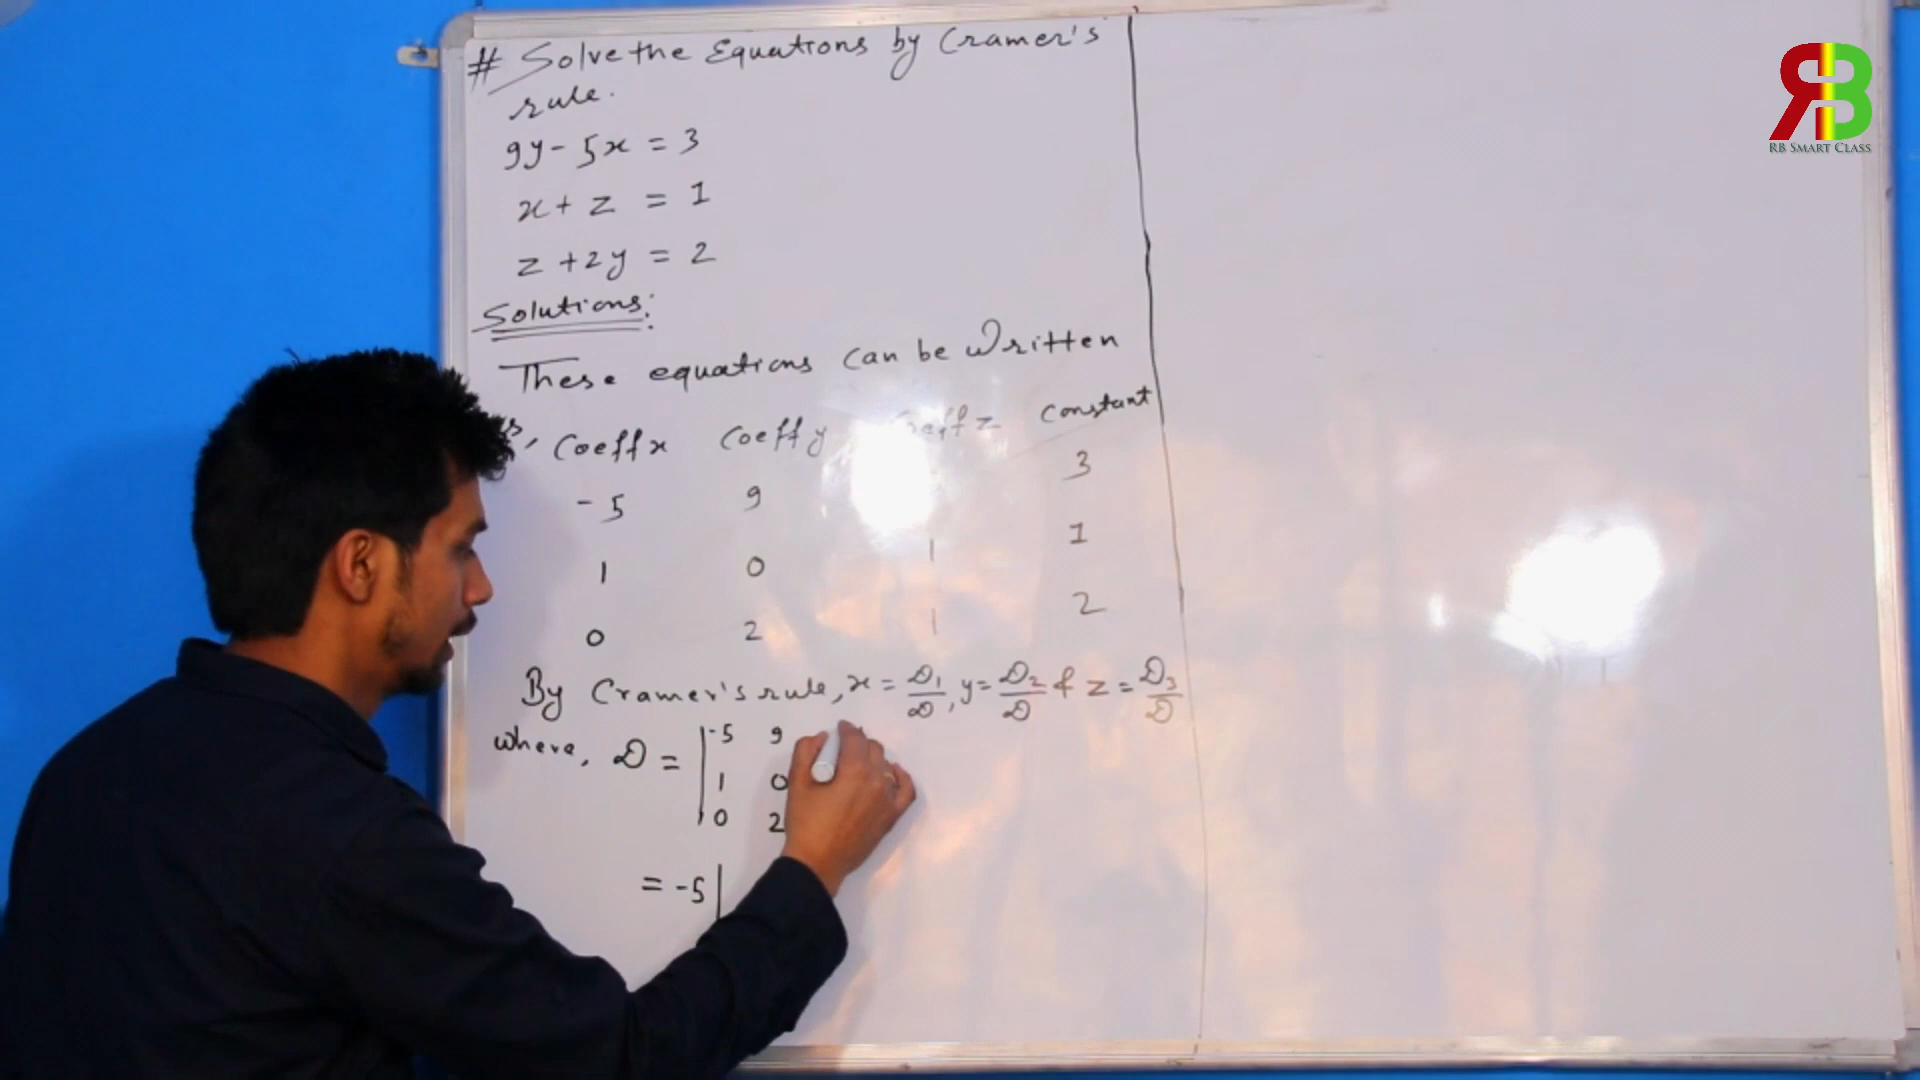 # Solve the Equations by Cramer's
rule.
9y - 5x = 3
x + z = 1
z + 2y = 2
Solutions:
These equations can be written
Coeff x Coeff y Coeff z Constant
-5 9 3
1 0 1 1
0 2 1 2
By Cramer's rule, x = D1/D, y = D2/D & z = D3/D
where, D = | -5 9
1 0
0 2
= -5 |
RB
RB SMART CLASS